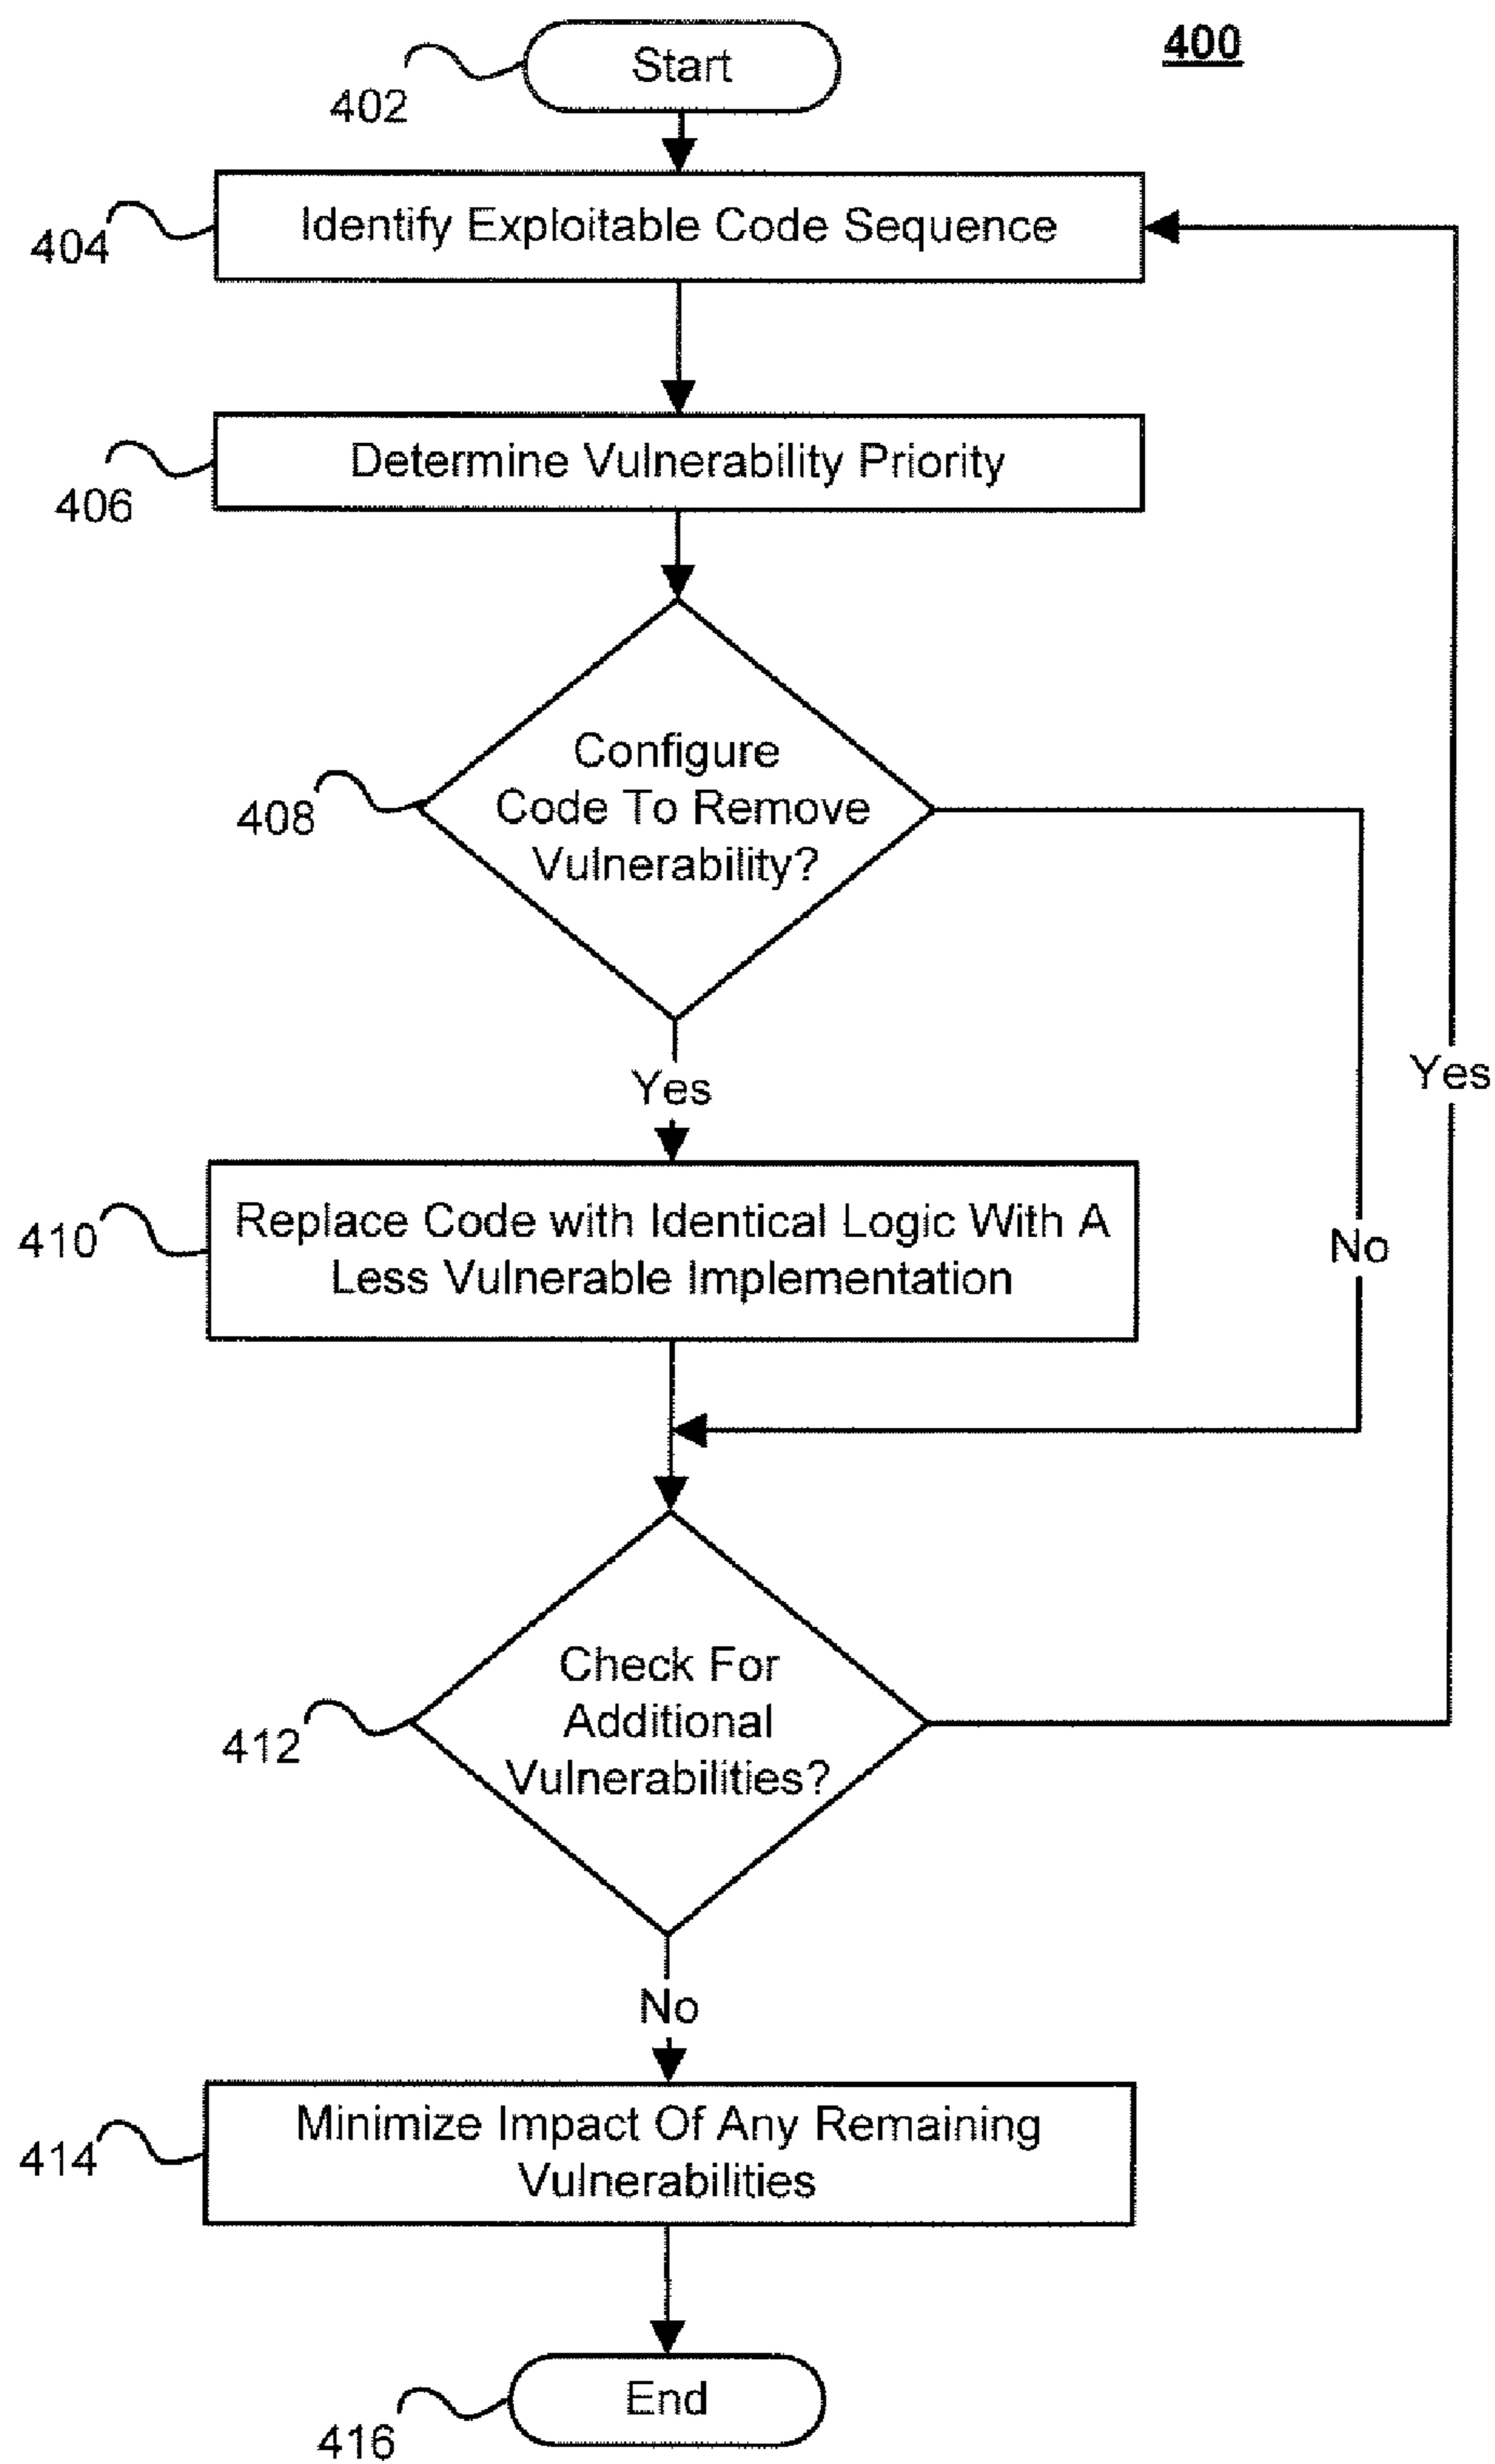 400
Start
402
Identify Exploitable Code Sequence
404
Determine Vulnerability Priority
406
Configure
Code To Remove
Vulnerability?
408
Yes
Yes
Replace Code with Identical Logic With A
Less Vulnerable Implementation
410
No
Check For
Additional
Vulnerabilities?
412
No
Minimize Impact Of Any Remaining
Vulnerabilities
414
End
416